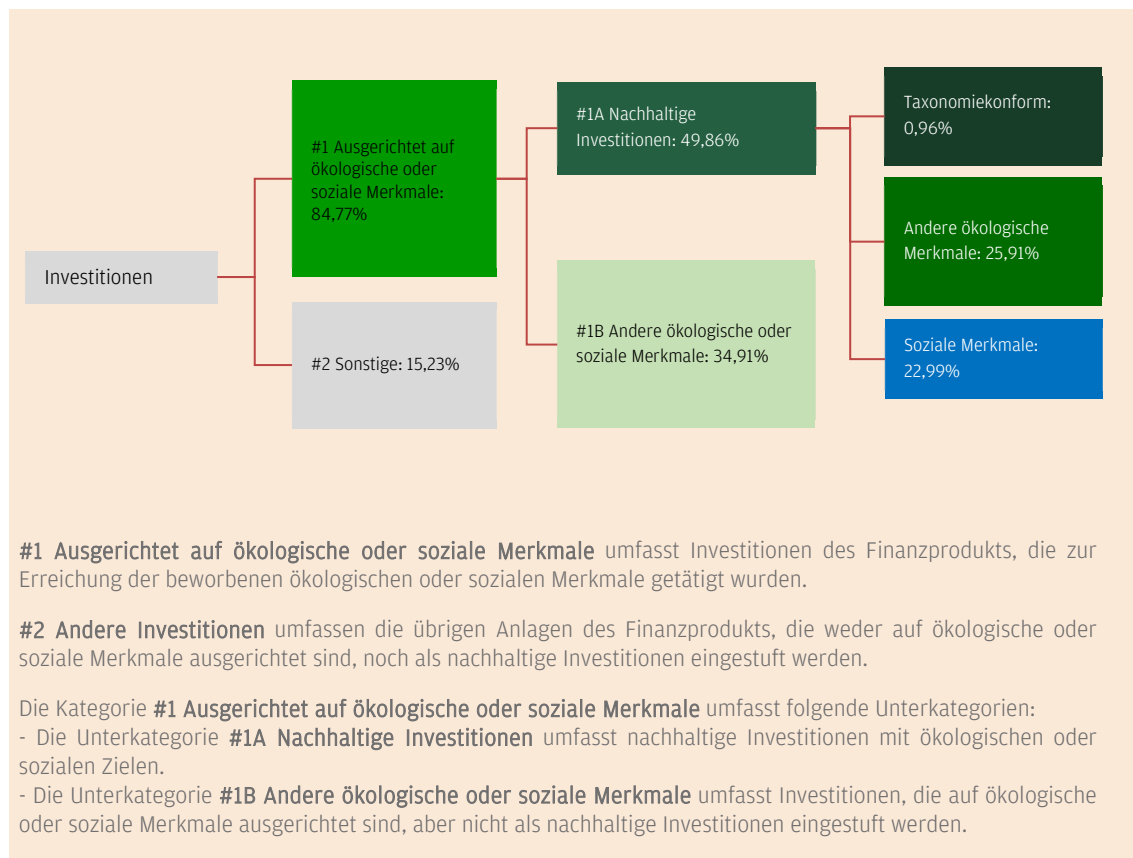 Investitionen
#1 Ausgerichtet auf
ökologische oder
soziale Merkmale:
84,77%
#2 Sonstige: 15,23%
#1A Nachhaltige
Investitionen: 49,86%
#1B Andere ökologische oder
soziale Merkmale: 34,91%
Taxonomiekonform:
0,96%
Andere ökologische
Merkmale: 25,91%
Soziale Merkmale:
22,99%
#1 Ausgerichtet auf ökologische oder soziale Merkmale umfasst Investitionen des Finanzprodukts, die zur
Erreichung der beworbenen ökologischen oder sozialen Merkmale getätigt wurden.
#2 Andere Investitionen umfassen die übrigen Anlagen des Finanzprodukts, die weder auf ökologische oder
soziale Merkmale ausgerichtet sind, noch als nachhaltige Investitionen eingestuft werden.
Die Kategorie #1 Ausgerichtet auf ökologische oder soziale Merkmale umfasst folgende Unterkategorien:
- Die Unterkategorie #1A Nachhaltige Investitionen umfasst nachhaltige Investitionen mit ökologischen oder
sozialen Zielen.
- Die Unterkategorie #1B Andere ökologische oder soziale Merkmale umfasst Investitionen, die auf ökologische
oder soziale Merkmale ausgerichtet sind, aber nicht als nachhaltige Investitionen eingestuft werden.